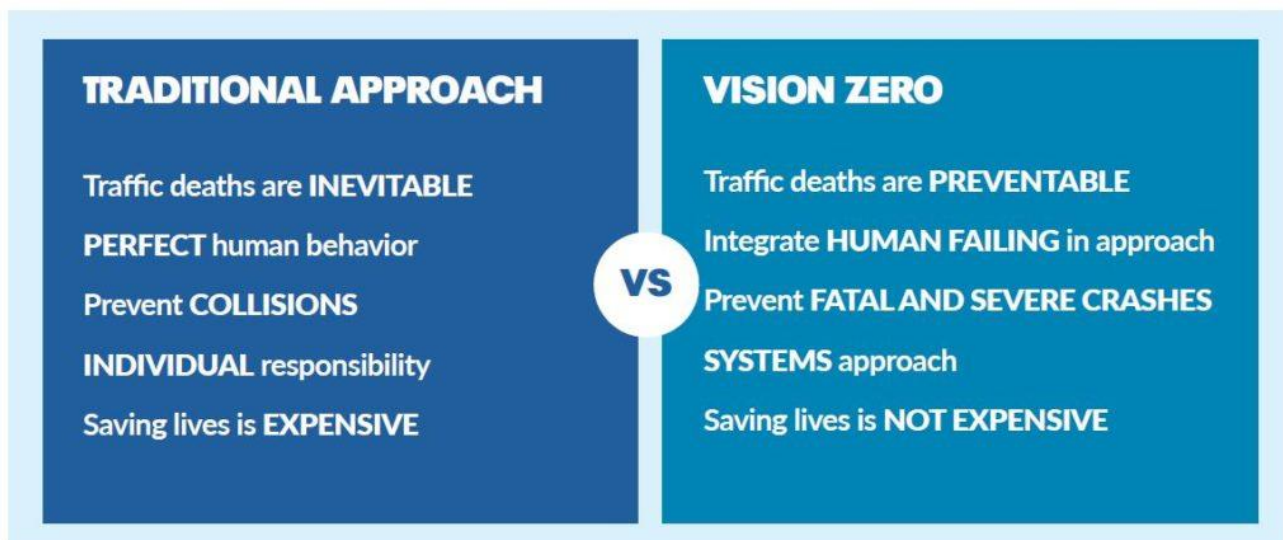 TRADITIONAL APPROACH
Traffic deaths are INEVITABLE
PERFECT human behavior
Prevent COLLISIONS
INDIVIDUAL responsibility
Saving lives is EXPENSIVE
VS
VISION ZERO
Traffic deaths are PREVENTABLE
Integrate HUMAN FAILING in approach
Prevent FATAL AND SEVERE CRASHES
SYSTEMS approach
Saving lives is NOT EXPENSIVE